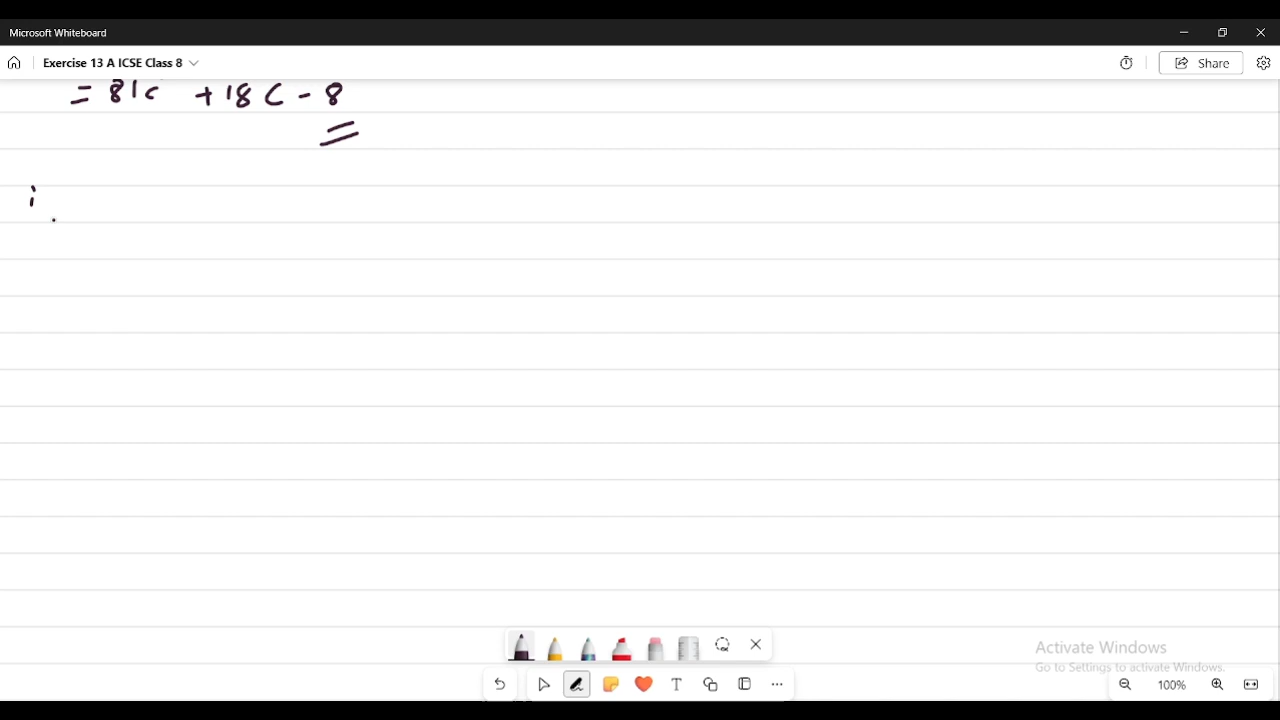 Microsoft Whiteboard
Exercise 13 A ICSE Class 8
Share
= 81c + 18c - 8
i
Activate Windows
Go to Settings to activate Windows.
100%